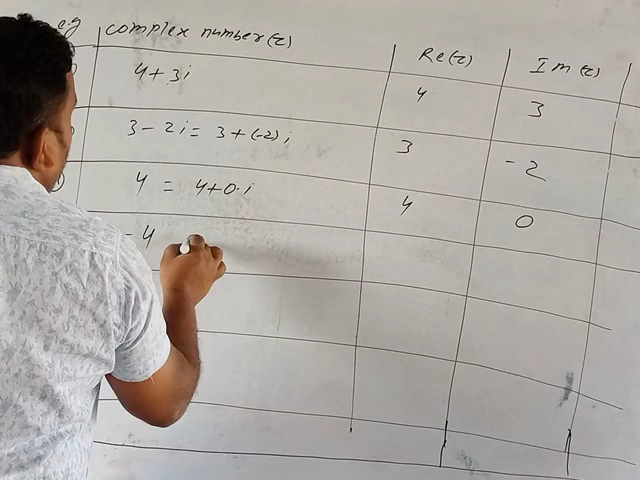 e.g complex number(z) Re(z) Im(z)
4+3i 4 3
3-2i = 3+(-2)i 3 -2
4 = 4+0.i 4 0
-4